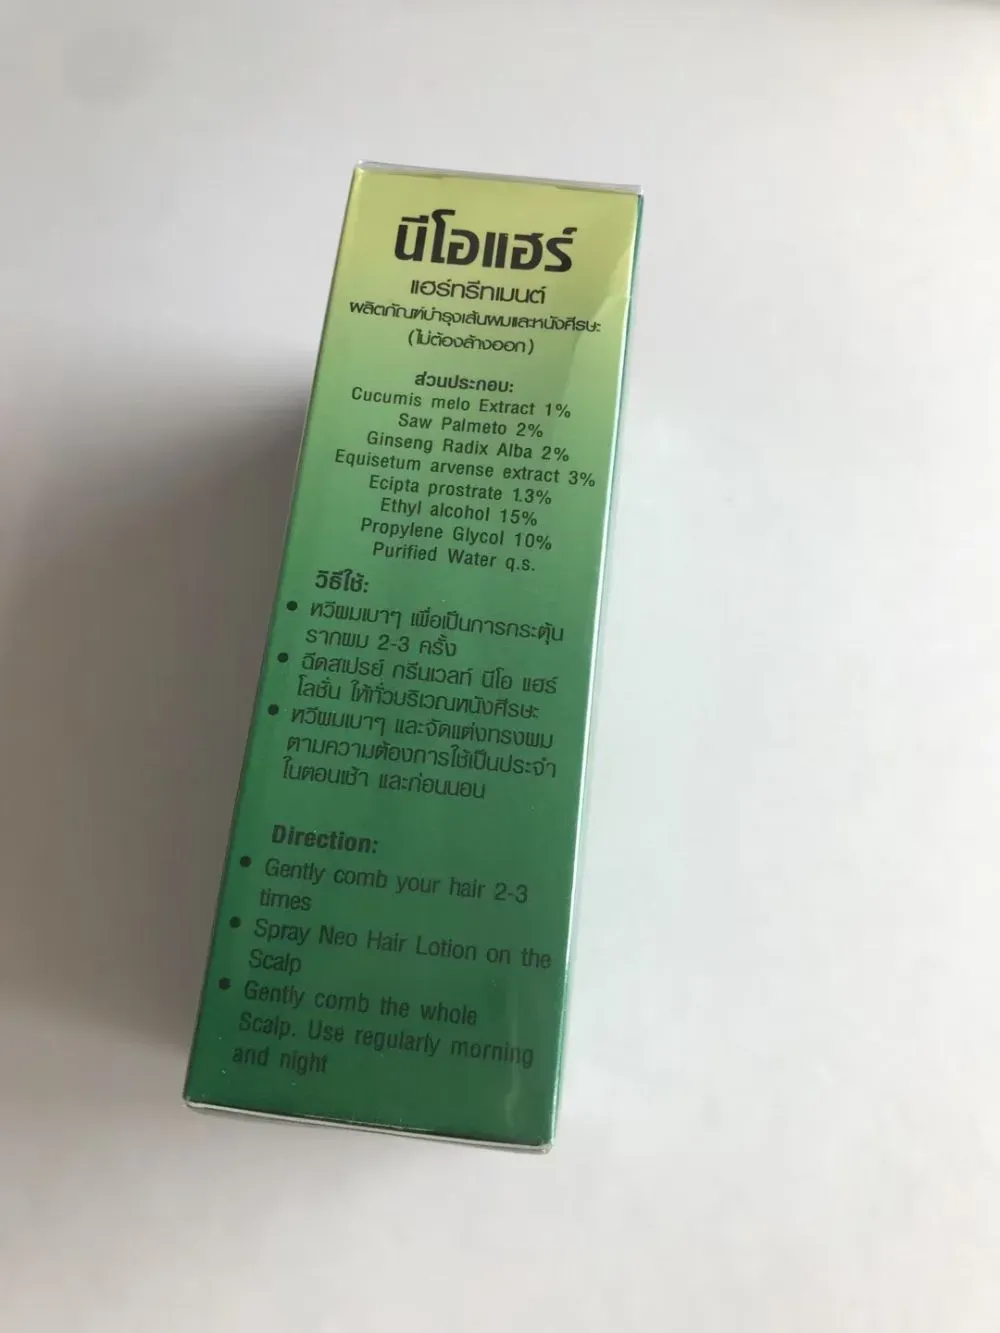 นีโอแฮร์
แฮร์ทรีทเมนต์
ผลิตภัณฑ์บำรุงเส้นผมและหนังศีรษะ
(ไม่ต้องล้างออก)
ส่วนประกอบ:
Cucumis melo Extract 1%
Saw Palmeto 2%
Ginseng Radix Alba 2%
Equisetum arvense extract 3%
Ecipta prostrate 1.3%
Ethyl alcohol 15%
Propylene Glycol 10%
Purified Water q.s.
วิธีใช้:
• หวีผมเบาๆ เพื่อเป็นการกระตุ้น
รากผม 2-3 ครั้ง
• ฉีดสเปรย์ กรีนเวลท์ นีโอ แฮร์
โลชั่น ให้ทั่วบริเวณหนังศีรษะ
• หวีผมเบาๆ และจัดแต่งทรงผม
ตามความต้องการใช้เป็นประจำ
ในตอนเช้า และก่อนนอน
Direction:
• Gently comb your hair 2-3
times
• Spray Neo Hair Lotion on the
Scalp
• Gently comb the whole
Scalp. Use regularly morning
and night